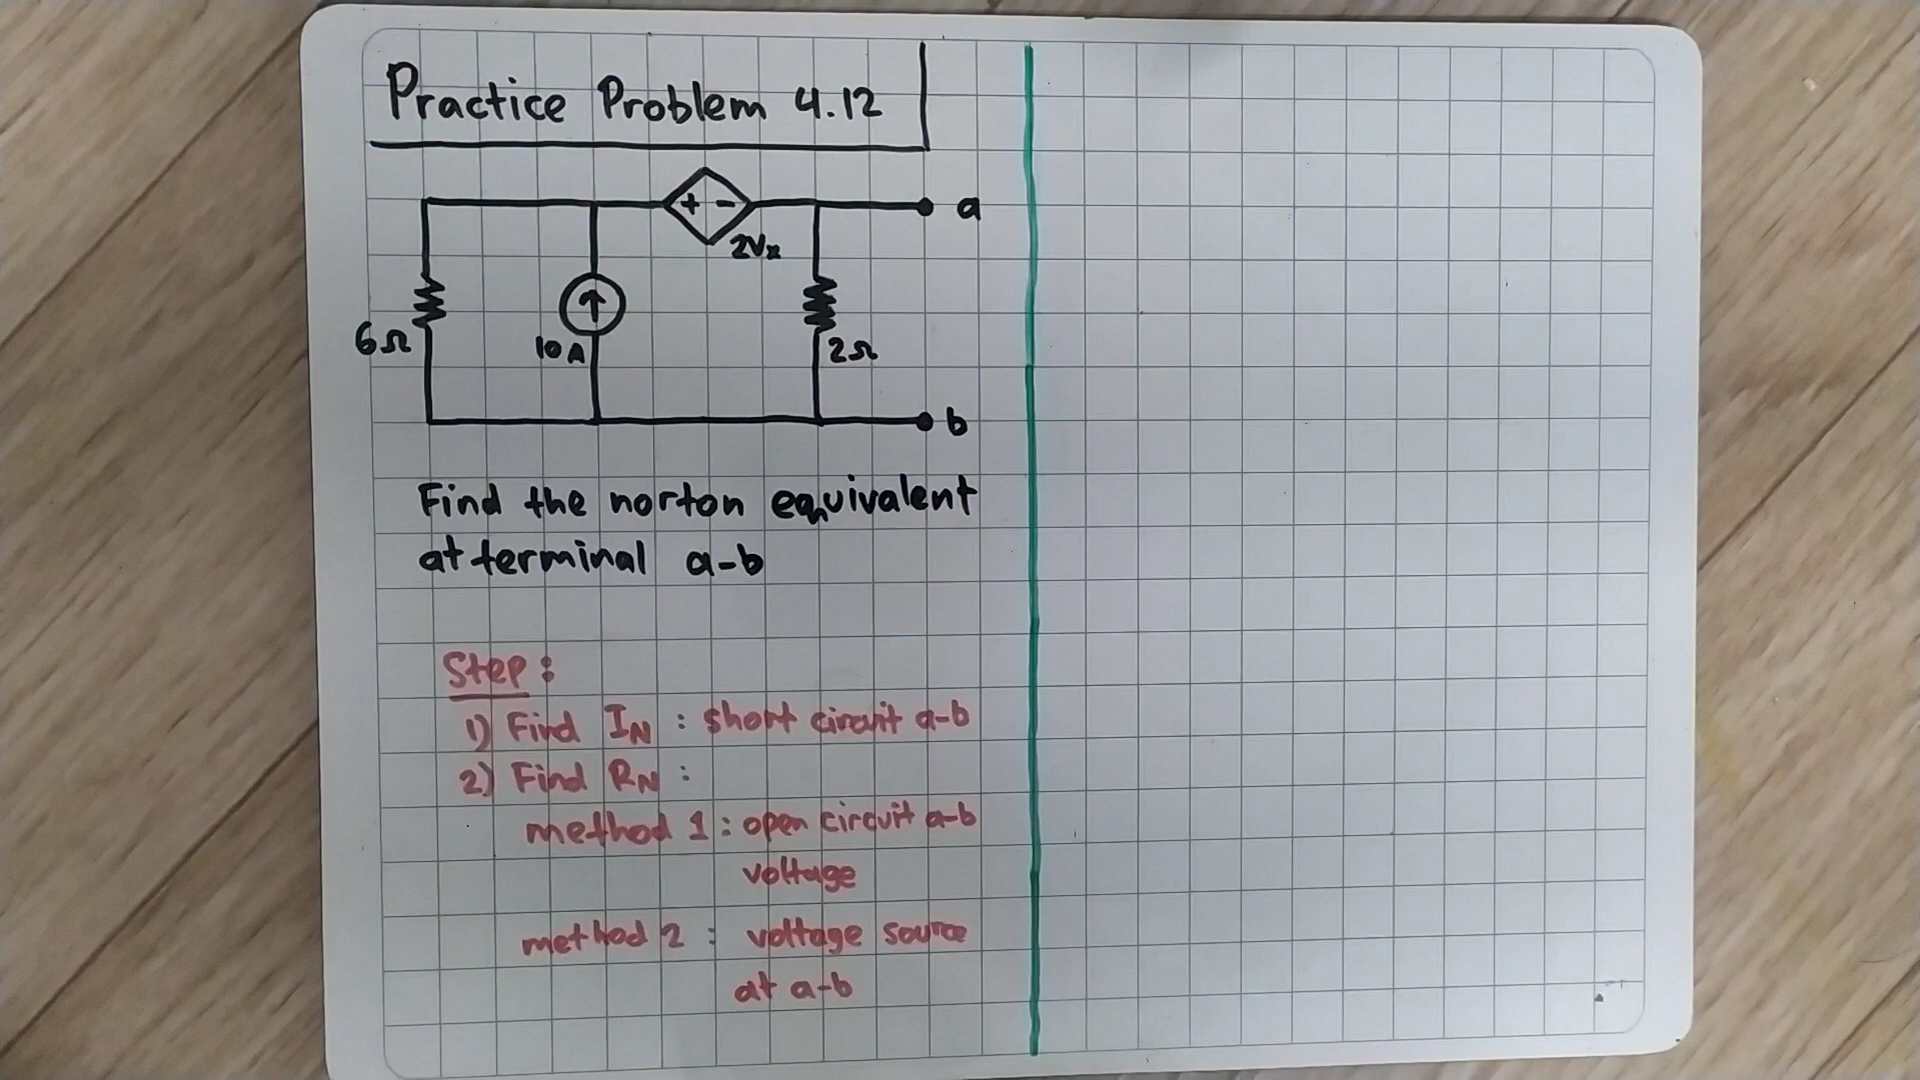 Practice Problem 4.12
+ -
a
2Vx
6Ω
10A
2Ω
b
Find the norton equivalent
at terminal a-b
Step:
1) Find IN : short circuit a-b
2) Find RN :
method 1 : open circuit a-b
voltage
method 2 : voltage source
at a-b